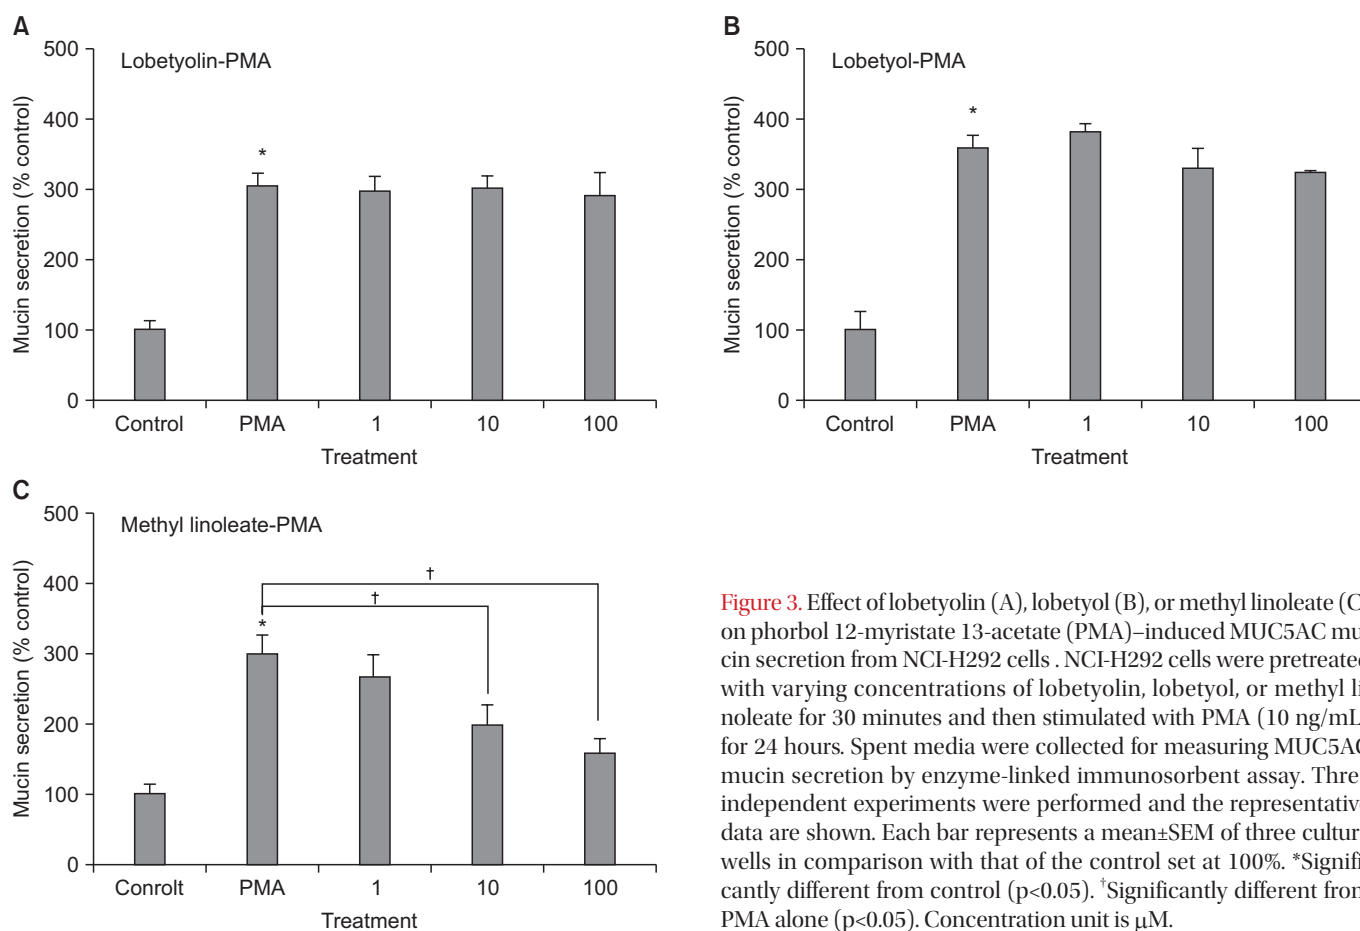 A
Lobetyolin-PMA
Mucin secretion (% control)
500
400
300
200
100
0
*
Control PMA 1 10 100
Treatment
B
Lobetyol-PMA
Mucin secretion (% control)
500
400
300
200
100
0
*
Control PMA 1 10 100
Treatment
C
Methyl linoleate-PMA
Mucin secretion (% control)
500
400
300
200
100
0
†
†
*
Conrolt PMA 1 10 100
Treatment
Figure 3. Effect of lobetyolin (A), lobetyol (B), or methyl linoleate (C
on phorbol 12-myristate 13-acetate (PMA)–induced MUC5AC mu
cin secretion from NCI-H292 cells . NCI-H292 cells were pretreated
with varying concentrations of lobetyolin, lobetyol, or methyl li
noleate for 30 minutes and then stimulated with PMA (10 ng/mL
for 24 hours. Spent media were collected for measuring MUC5AC
mucin secretion by enzyme-linked immunosorbent assay. Thre
independent experiments were performed and the representative
data are shown. Each bar represents a mean±SEM of three cultur
wells in comparison with that of the control set at 100%. *Signifi
cantly different from control (p<0.05). †Significantly different from
PMA alone (p<0.05). Concentration unit is μM.